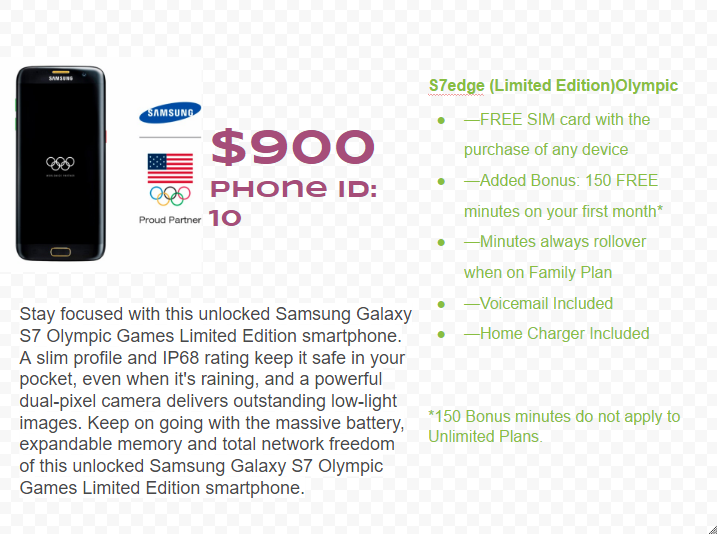 SAMSUNG
SAMSUNG
Proud Partner
$900
PHONE ID:
10
Stay focused with this unlocked Samsung Galaxy
S7 Olympic Games Limited Edition smartphone.
A slim profile and IP68 rating keep it safe in your
pocket, even when it's raining, and a powerful
dual-pixel camera delivers outstanding low-light
images. Keep on going with the massive battery,
expandable memory and total network freedom
of this unlocked Samsung Galaxy S7 Olympic
Games Limited Edition smartphone.
S7edge (Limited Edition)Olympic
● —FREE SIM card with the
purchase of any device
● —Added Bonus: 150 FREE
minutes on your first month*
● —Minutes always rollover
when on Family Plan
● —Voicemail Included
● —Home Charger Included
*150 Bonus minutes do not apply to
Unlimited Plans.